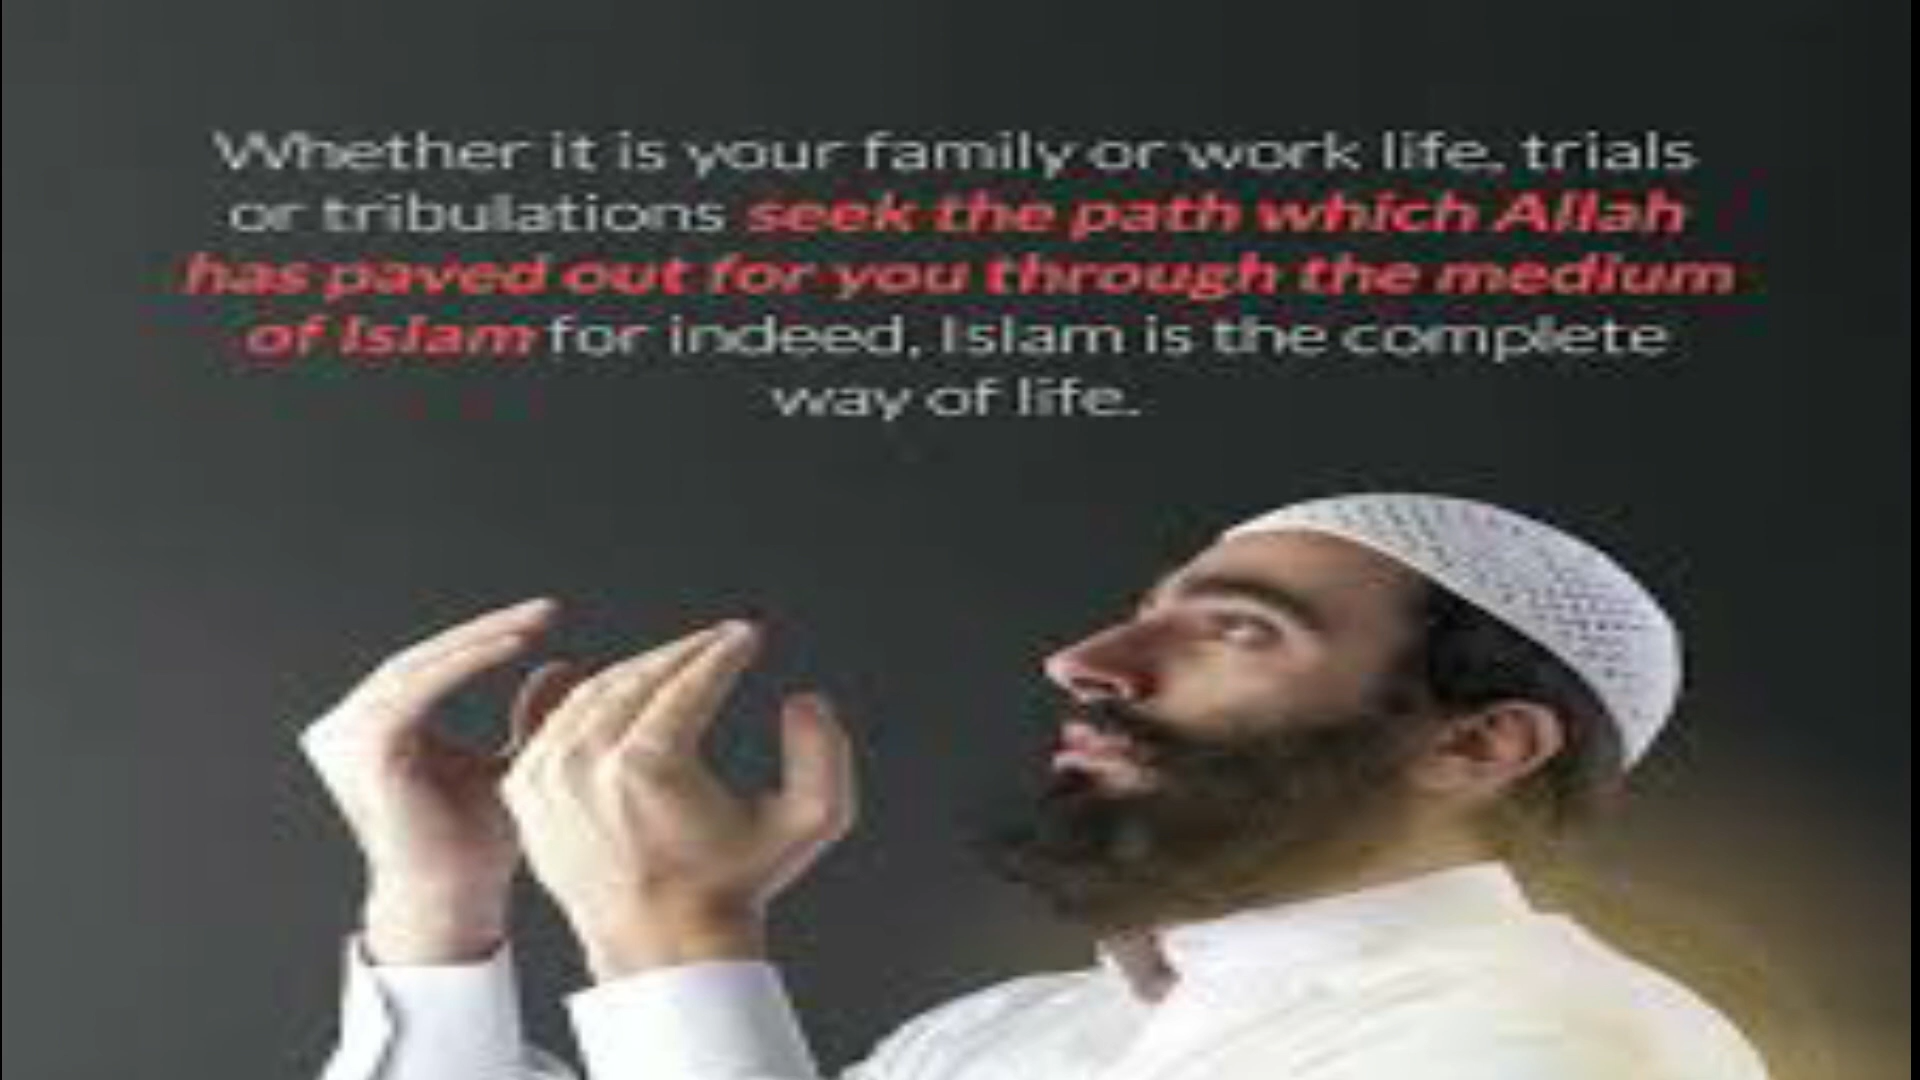 Whether it is your family or work life, trials
or tribulations seek the path which Allah
has paved out for you through the medium
of Islam for indeed, Islam is the complete
way of life.